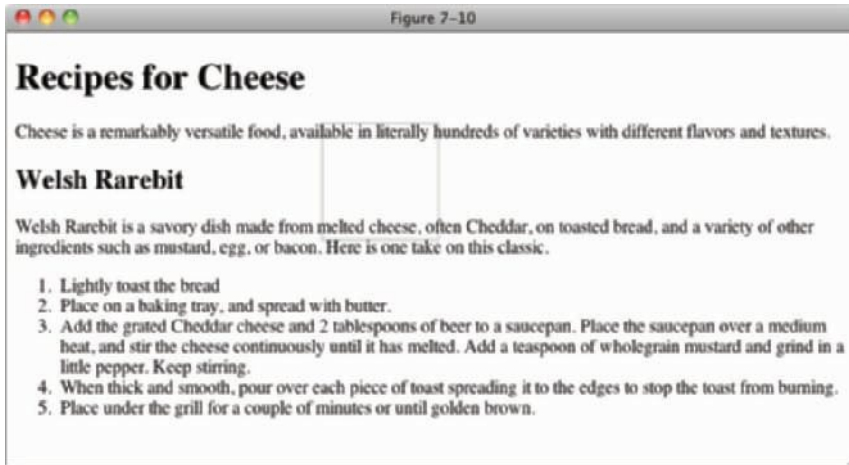 Figure 7-10
Recipes for Cheese
Cheese is a remarkably versatile food, available in literally hundreds of varieties with different flavors and textures.
Welsh Rarebit
Welsh Rarebit is a savory dish made from melted cheese, often Cheddar, on toasted bread, and a variety of other
ingredients such as mustard, egg, or bacon. Here is one take on this classic.
1. Lightly toast the bread
2. Place on a baking tray, and spread with butter.
3. Add the grated Cheddar cheese and 2 tablespoons of beer to a saucepan. Place the saucepan over a medium
heat, and stir the cheese continuously until it has melted. Add a teaspoon of wholegrain mustard and grind in a
little pepper. Keep stirring.
4. When thick and smooth, pour over each piece of toast spreading it to the edges to stop the toast from burning.
5. Place under the grill for a couple of minutes or until golden brown.